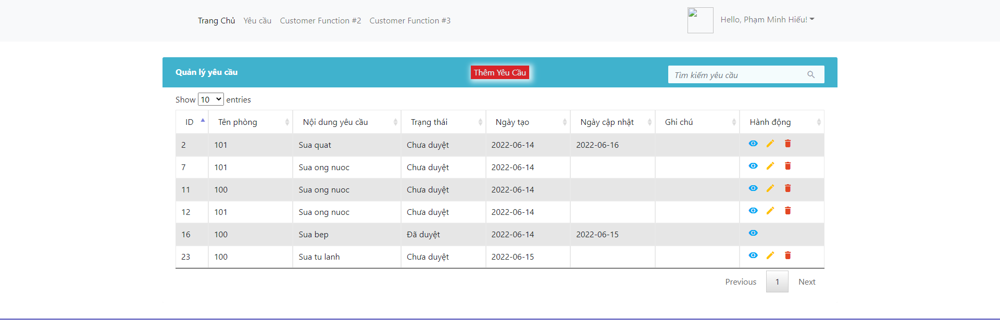 Trang Chủ Yêu cầu Customer Function #2 Customer Function #3 Hello, Phạm Minh Hiếu!
Quản lý yêu cầu Thêm Yêu Cầu Tìm kiếm yêu cầu
Show 10 entries
ID Tên phòng Nội dung yêu cầu Trạng thái Ngày tạo Ngày cập nhật Ghi chú Hành động
2 101 Sua quat Chưa duyệt 2022-06-14 2022-06-16
7 101 Sua ong nuoc Chưa duyệt 2022-06-14
11 100 Sua ong nuoc Chưa duyệt 2022-06-14
12 101 Sua ong nuoc Chưa duyệt 2022-06-14
16 100 Sua bep Đã duyệt 2022-06-14 2022-06-15
23 100 Sua tu lanh Chưa duyệt 2022-06-15
Previous 1 Next